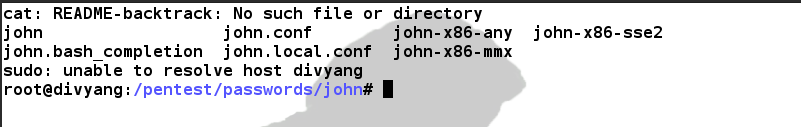 cat: README-backtrack: No such file or directory
john                 john.conf        john-x86-any  john-x86-sse2
john.bash_completion  john.local.conf  john-x86-mmx
sudo: unable to resolve host divyang
root@divyang:/pentest/passwords/john#